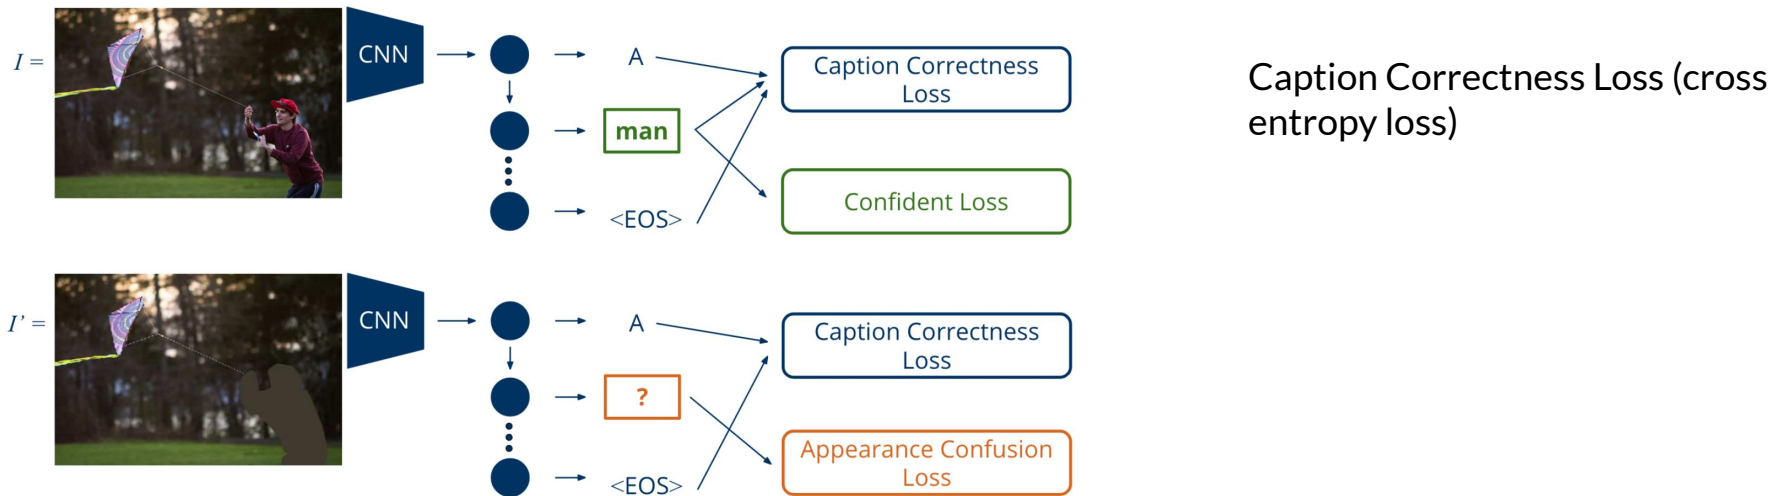 I =
CNN
A
man
<EOS>
Caption Correctness
Loss
Confident Loss
I’ =
CNN
A
?
<EOS>
Caption Correctness
Loss
Appearance Confusion
Loss
Caption Correctness Loss (cross
entropy loss)